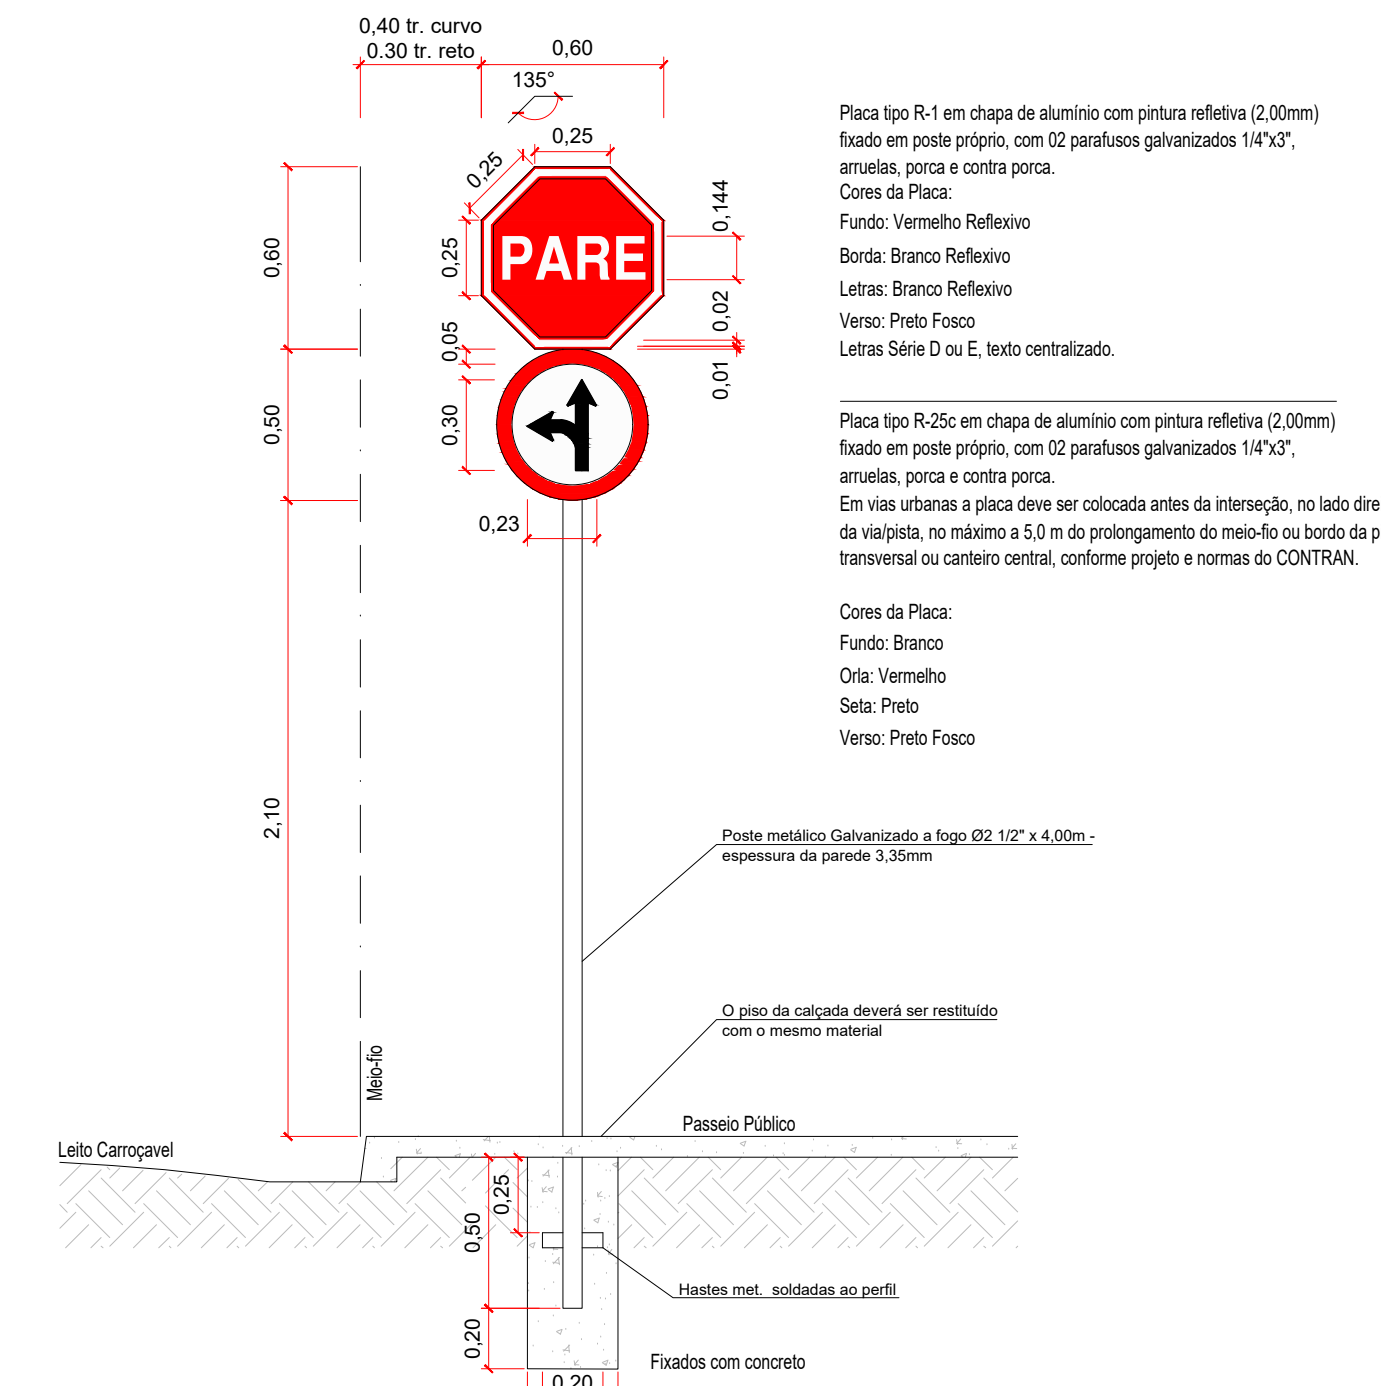 0,40 tr. curvo
0.30 tr. reto
0,60
135°
0,25
0,25
0,25
0,144
0,60
PARE
0,02
0,05
0,01
0,30
0,50
0,23
2,10
Placa tipo R-1 em chapa de alumínio com pintura refletiva (2,00mm)
fixado em poste próprio, com 02 parafusos galvanizados 1/4"x3",
arruelas, porca e contra porca.
Cores da Placa:
Fundo: Vermelho Reflexivo
Borda: Branco Reflexivo
Letras: Branco Reflexivo
Verso: Preto Fosco
Letras Série D ou E, texto centralizado.
Placa tipo R-25c em chapa de alumínio com pintura refletiva (2,00mm)
fixado em poste próprio, com 02 parafusos galvanizados 1/4"x3",
arruelas, porca e contra porca.
Em vias urbanas a placa deve ser colocada antes da interseção, no lado dire
da via/pista, no máximo a 5,0 m do prolongamento do meio-fio ou bordo da p
transversal ou canteiro central, conforme projeto e normas do CONTRAN.
Cores da Placa:
Fundo: Branco
Orla: Vermelho
Seta: Preto
Verso: Preto Fosco
Poste metálico Galvanizado a fogo Ø2 1/2" x 4,00m -
espessura da parede 3,35mm
O piso da calçada deverá ser restituído
com o mesmo material
Meio-fio
Passeio Público
Leito Carroçavel
0,25
0,50
Hastes met. soldadas ao perfil
0,20
Fixados com concreto
0,20